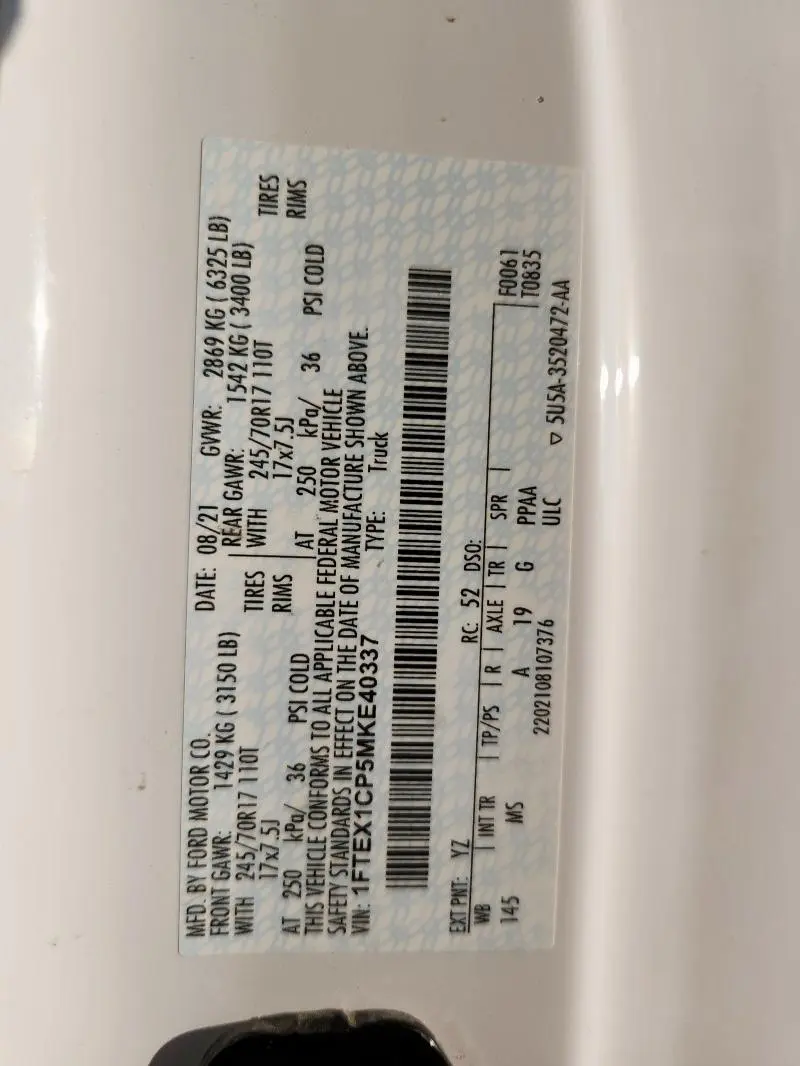 MFD. BY FORD MOTOR CO. DATE: 08/21 GVWR: 2869 KG ( 6325 LB)
FRONT GAWR: 1429 KG ( 3150 LB) REAR GAWR: 1542 KG ( 3400 LB)
WITH 245/70R17 110T TIRES WITH 245/70R17 110T TIRES
17x7.5J RIMS 17x7.5J RIMS
AT 250 kPa/ 36 PSI COLD AT 250 kPa/ 36 PSI COLD
THIS VEHICLE CONFORMS TO ALL APPLICABLE FEDERAL MOTOR VEHICLE
SAFETY STANDARDS IN EFFECT ON THE DATE OF MANUFACTURE SHOWN ABOVE.
VIN: 1FTEX1CP5MKE40337 TYPE: Truck
EXT PNT: YZ RC: 52 DSO:
WB INT TR TP/PS R AXLE TR SPR F0061
145 MS A 19 G PPAA T0835
2202108107376 ULC
▽ 5U5A-3520472-AA